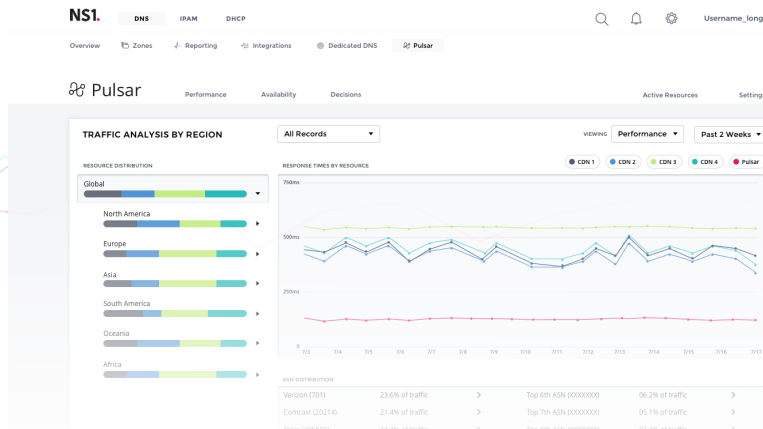 NS1.
DNS IPAM DHCP
Username_long
Overview Zones Reporting Integrations Dedicated DNS Pulsar
Pulsar
Performance Availability Decisions Active Resources Setting
TRAFFIC ANALYSIS BY REGION
All Records
VIEWING Performance Past 2 Weeks
RESOURCE DISTRIBUTION
RESPONSE TIMES BY RESOURCE
CDN 1 CDN 2 CDN 3 CDN 4 Pulsar
Global
North America
Europe
Asia
South America
Oceania
Africa
750ms
500ms
250ms
0
7/3 7/4 7/5 7/6 7/7 7/8 7/9 7/10 7/11 7/12 7/13 7/14 7/15 7/16 7/17
ASN DISTRIBUTION
Verizon (701) 23.6% of traffic Top 6th ASN (XXXXXXX) 06.2% of traffic
Comcast (20214) 21.4% of traffic Top 7th ASN (XXXXXXX) 05.1% of traffic